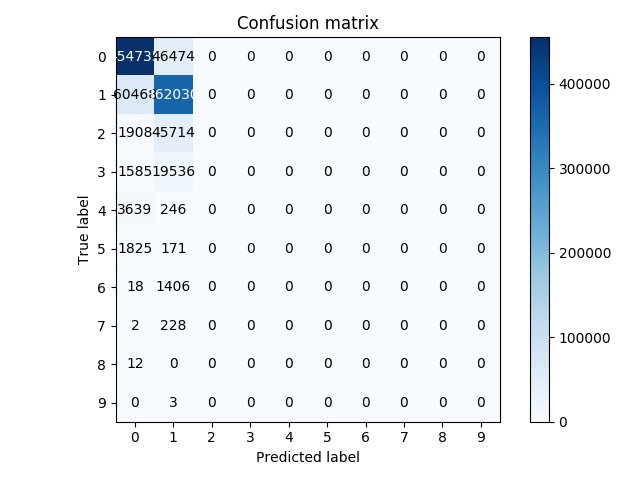 Confusion matrix
0 46474 0 0 0 0 0 0 0 0
1 60468 0 0 0 0 0 0 0 0
2 1908 45714 0 0 0 0 0 0 0 0
3 1585 19536 0 0 0 0 0 0 0 0
4 3639 246 0 0 0 0 0 0 0 0
5 1825 171 0 0 0 0 0 0 0 0
6 18 1406 0 0 0 0 0 0 0 0
7 2 228 0 0 0 0 0 0 0 0
8 12 0 0 0 0 0 0 0 0 0
9 0 3 0 0 0 0 0 0 0 0
0 1 2 3 4 5 6 7 8 9
Predicted label
True label
400000
300000
200000
100000
0